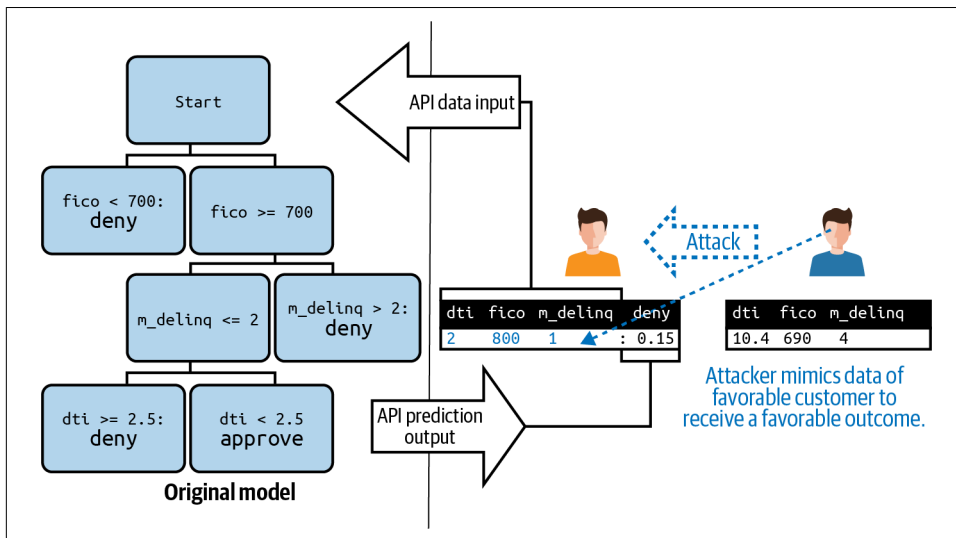 Start
API data input
fico < 700:
deny
fico >= 700
Attack
m_delinq <= 2
m_delinq > 2:
deny
dti fico m_delinq deny
2 800 1 : 0.15
dti fico m_delinq
10.4 690 4
Attacker mimics data of
favorable customer to
receive a favorable outcome.
dti >= 2.5:
deny
dti < 2.5
approve
API prediction
output
Original model